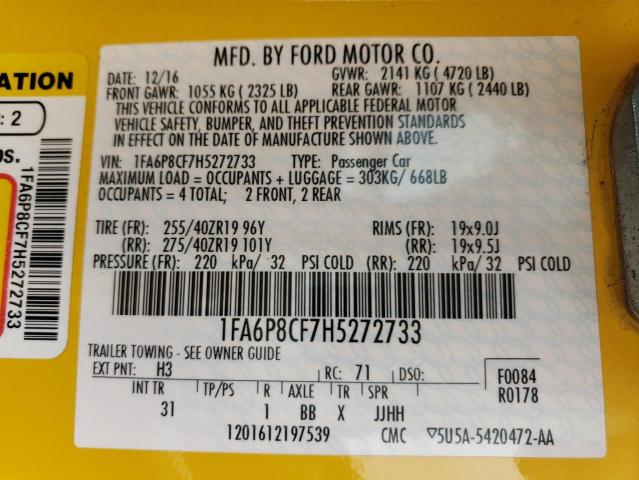 MFD. BY FORD MOTOR CO.
DATE: 12/16 GVWR: 2141 KG ( 4720 LB)
FRONT GAWR: 1055 KG ( 2325 LB) REAR GAWR: 1107 KG ( 2440 LB)
THIS VEHICLE CONFORMS TO ALL APPLICABLE FEDERAL MOTOR
VEHICLE SAFETY, BUMPER, AND THEFT PREVENTION STANDARDS
IN EFFECT ON THE DATE OF MANUFACTURE SHOWN ABOVE.
VIN: 1FA6P8CF7H5272733 TYPE: Passenger Car
MAXIMUM LOAD = OCCUPANTS + LUGGAGE = 303KG/ 668LB
OCCUPANTS = 4 TOTAL; 2 FRONT, 2 REAR
TIRE (FR): 255/40ZR19 96Y RIMS (FR): 19x9.0J
(RR): 275/40ZR19 101Y (RR): 19x9.5J
PRESSURE (FR): 220 kPa/ 32 PSI COLD (RR): 220 kPa/ 32 PSI COLD
1FA6P8CF7H5272733
TRAILER TOWING - SEE OWNER GUIDE
EXT PNT: H3 RC: 71 DSO: F0084
R0178
INT TR TP/PS R AXLE TR SPR
31 1 BB X JJHH
1201612197539 CMC ▽5U5A-5420472-AA
ATION
: 2
os.
1FA6P8CF7H5272733